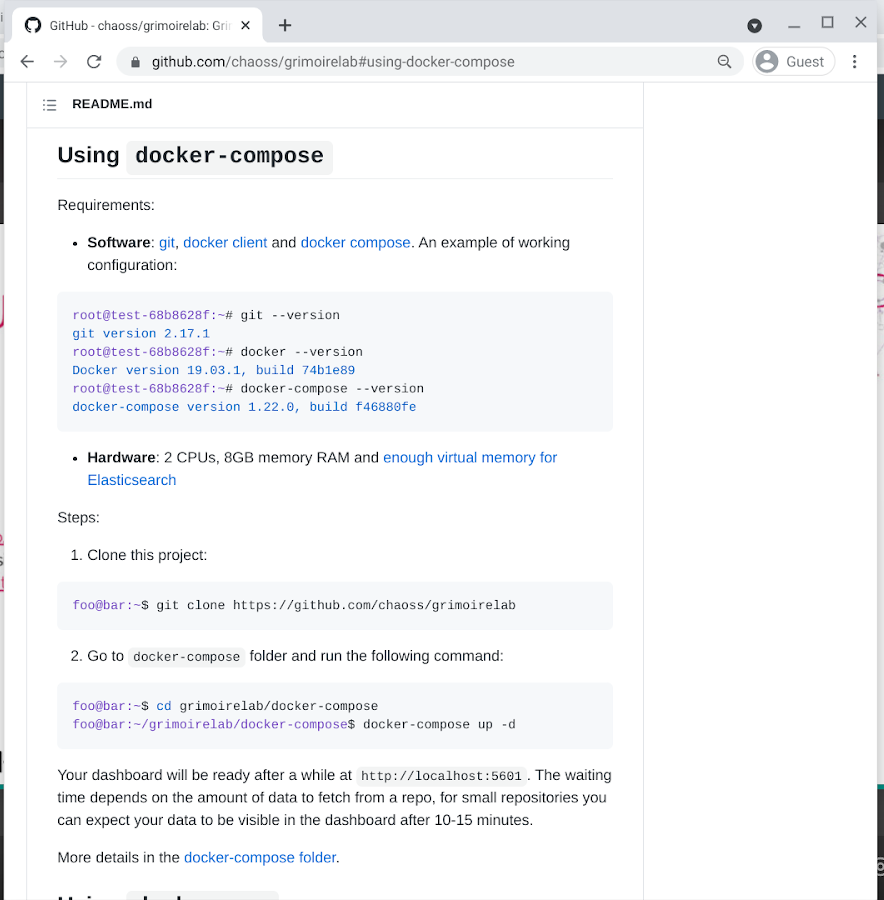 GitHub - chaoss/grimoirelab: Gri
github.com/chaoss/grimoirelab#using-docker-compose
Guest
README.md
Using docker-compose
Requirements:
• Software: git, docker client and docker compose. An example of working
configuration:
root@test-68b8628f:~# git --version
git version 2.17.1
root@test-68b8628f:~# docker --version
Docker version 19.03.1, build 74b1e89
root@test-68b8628f:~# docker-compose --version
docker-compose version 1.22.0, build f46880fe
• Hardware: 2 CPUs, 8GB memory RAM and enough virtual memory for
Elasticsearch
Steps:
1. Clone this project:
foo@bar:~$ git clone https://github.com/chaoss/grimoirelab
2. Go to docker-compose folder and run the following command:
foo@bar:~$ cd grimoirelab/docker-compose
foo@bar:~/grimoirelab/docker-compose$ docker-compose up -d
Your dashboard will be ready after a while at http://localhost:5601. The waiting
time depends on the amount of data to fetch from a repo, for small repositories you
can expect your data to be visible in the dashboard after 10-15 minutes.
More details in the docker-compose folder.